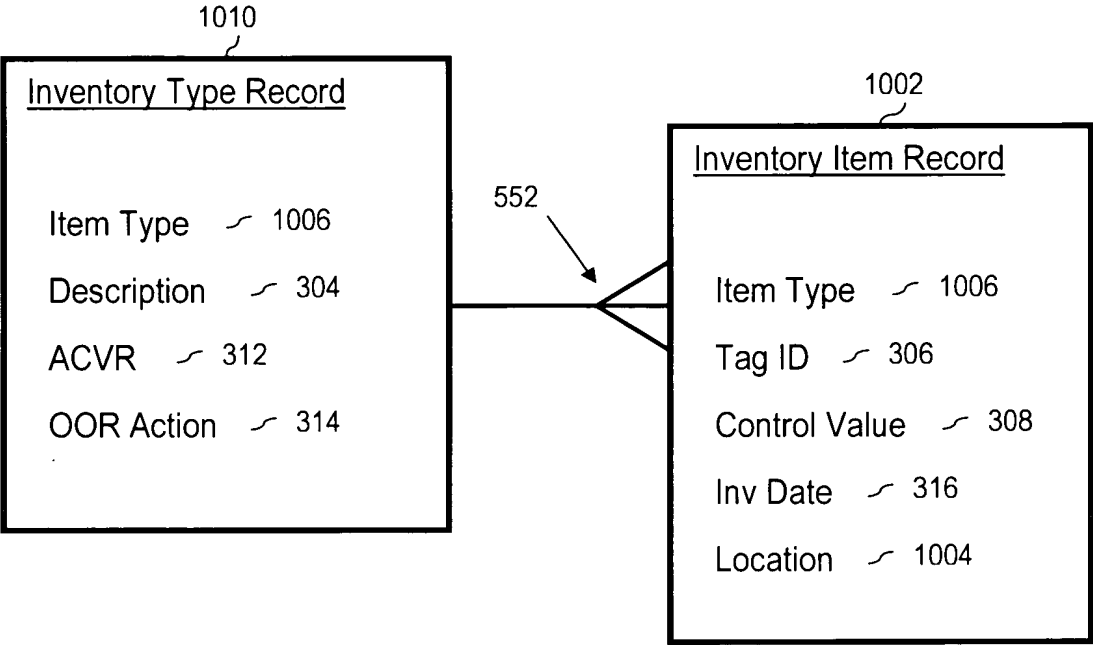 1010
Inventory Type Record
Item Type 1006
Description 304
ACVR 312
OOR Action 314
552
1002
Inventory Item Record
Item Type 1006
Tag ID 306
Control Value 308
Inv Date 316
Location 1004